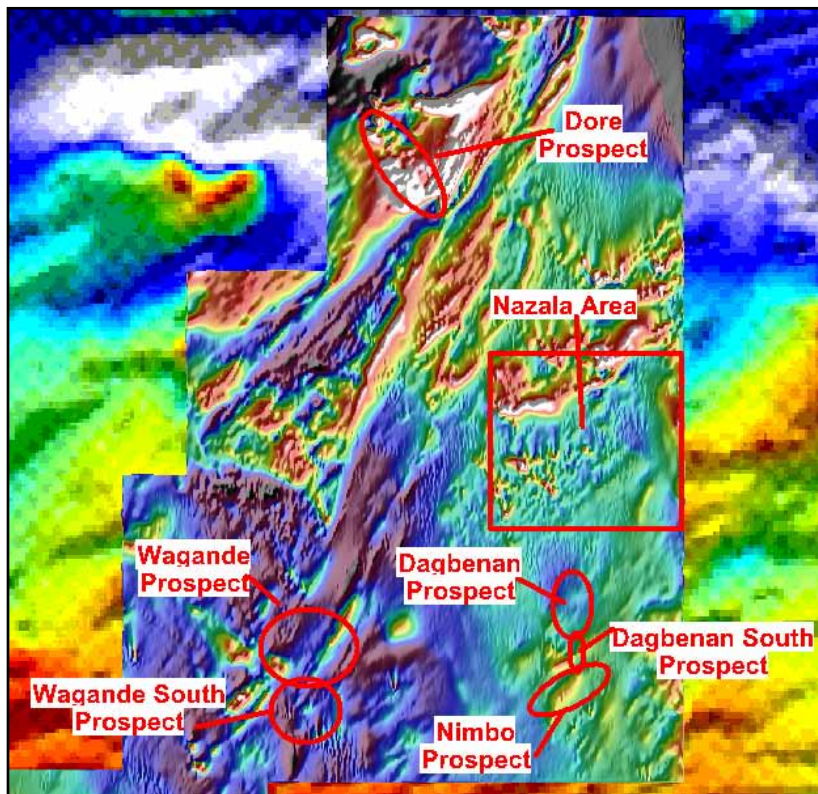 Dore
Prospect
Nazala Area
Wagande
Prospect
Dagbenan
Prospect
Dagbenan South
Prospect
Wagande South
Prospect
Nimbo
Prospect